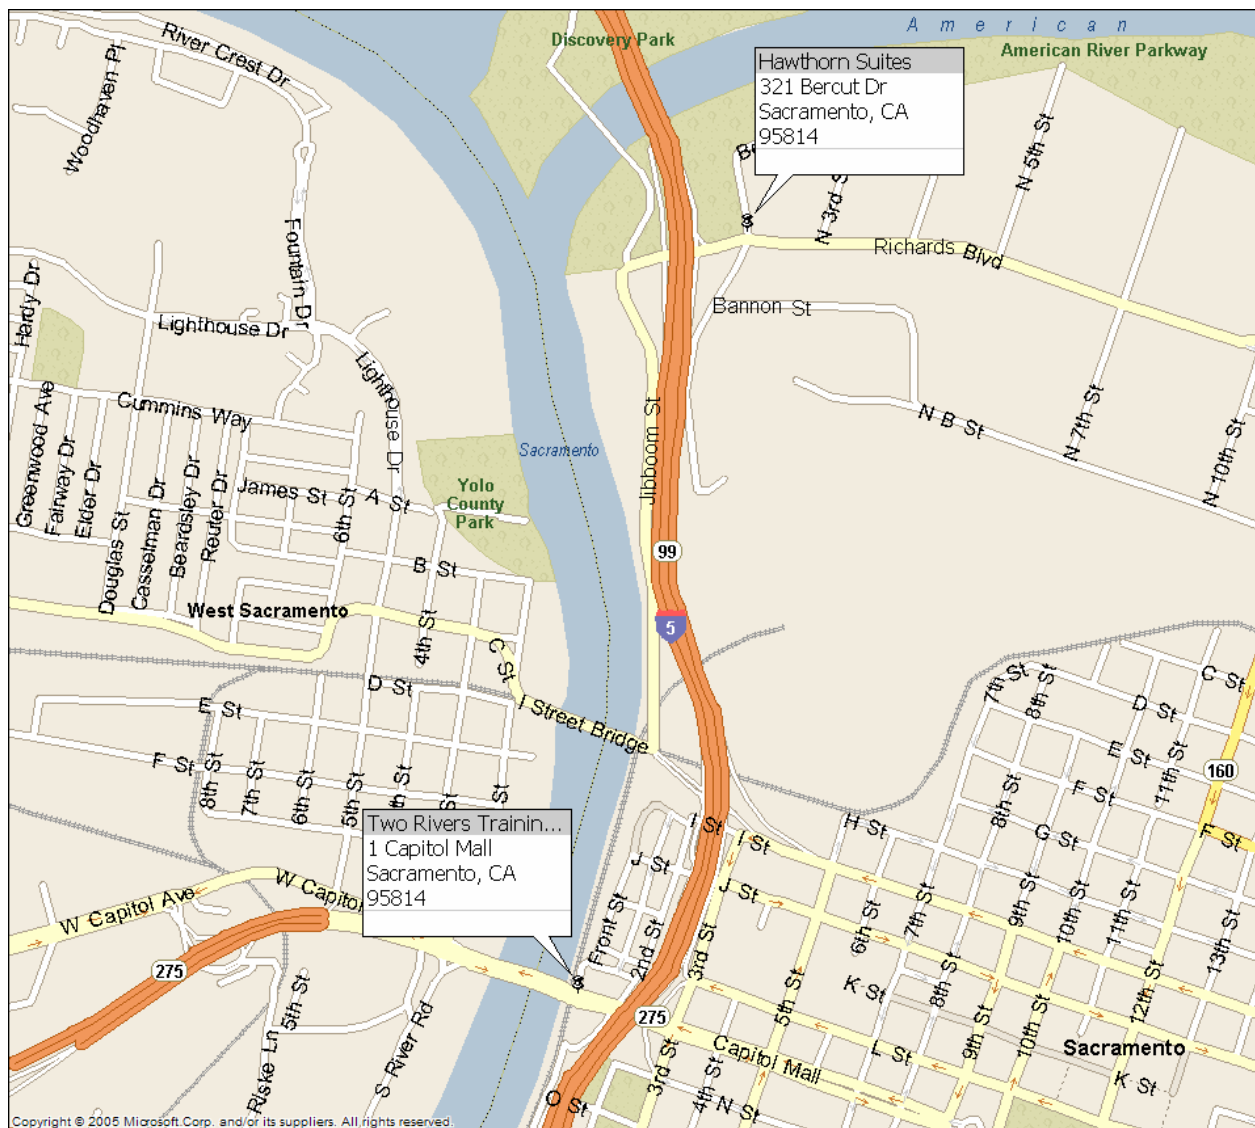 A m e r i c a n
River Crest Dr
Discovery Park
American River Parkway
Woodhaven Pl
Hawthorn Suites
321 Bercut Dr
Sacramento, CA
95814
N 5th St
N 3rd
Fountain Dr
Richards Blvd
Hardy Dr
Lighthouse Dr
Bannon St
Lighthouse Dr
Cummins Way
Greenwood Ave
Fairway Dr
Elder Dr
Douglas St
Casselman Dr
Beardsley Dr
Reuter Dr
James St
A St
6th St
Sacramento
Jibboom St
N B St
N 7th St
N 10th St
Yolo
County
Park
99
B St
West Sacramento
4th St
5
C St
D St
I Street Bridge
E St
F St
8th St
7th St
6th St
5th St
7th St
8th St
C St
D St
E St
F St
160
11th St
8th St
G St
H St
F St
Two Rivers Trainin...
1 Capitol Mall
Sacramento, CA
95814
I St
I St
J St
J St
W Capitol Ave
W Capitol
Front St
2nd St
3rd St
6th St
7th St
9th St
10th St
11th St
13th St
275
5th St
Riske Ln
S River Rd
K St
8th St
5th St
12th St
275
9th St
10th St
Capitol Mall
L St
Sacramento
K St
3rd St
4th St
N St
O St
Copyright © 2005 Microsoft Corp. and/or its suppliers. All rights reserved.